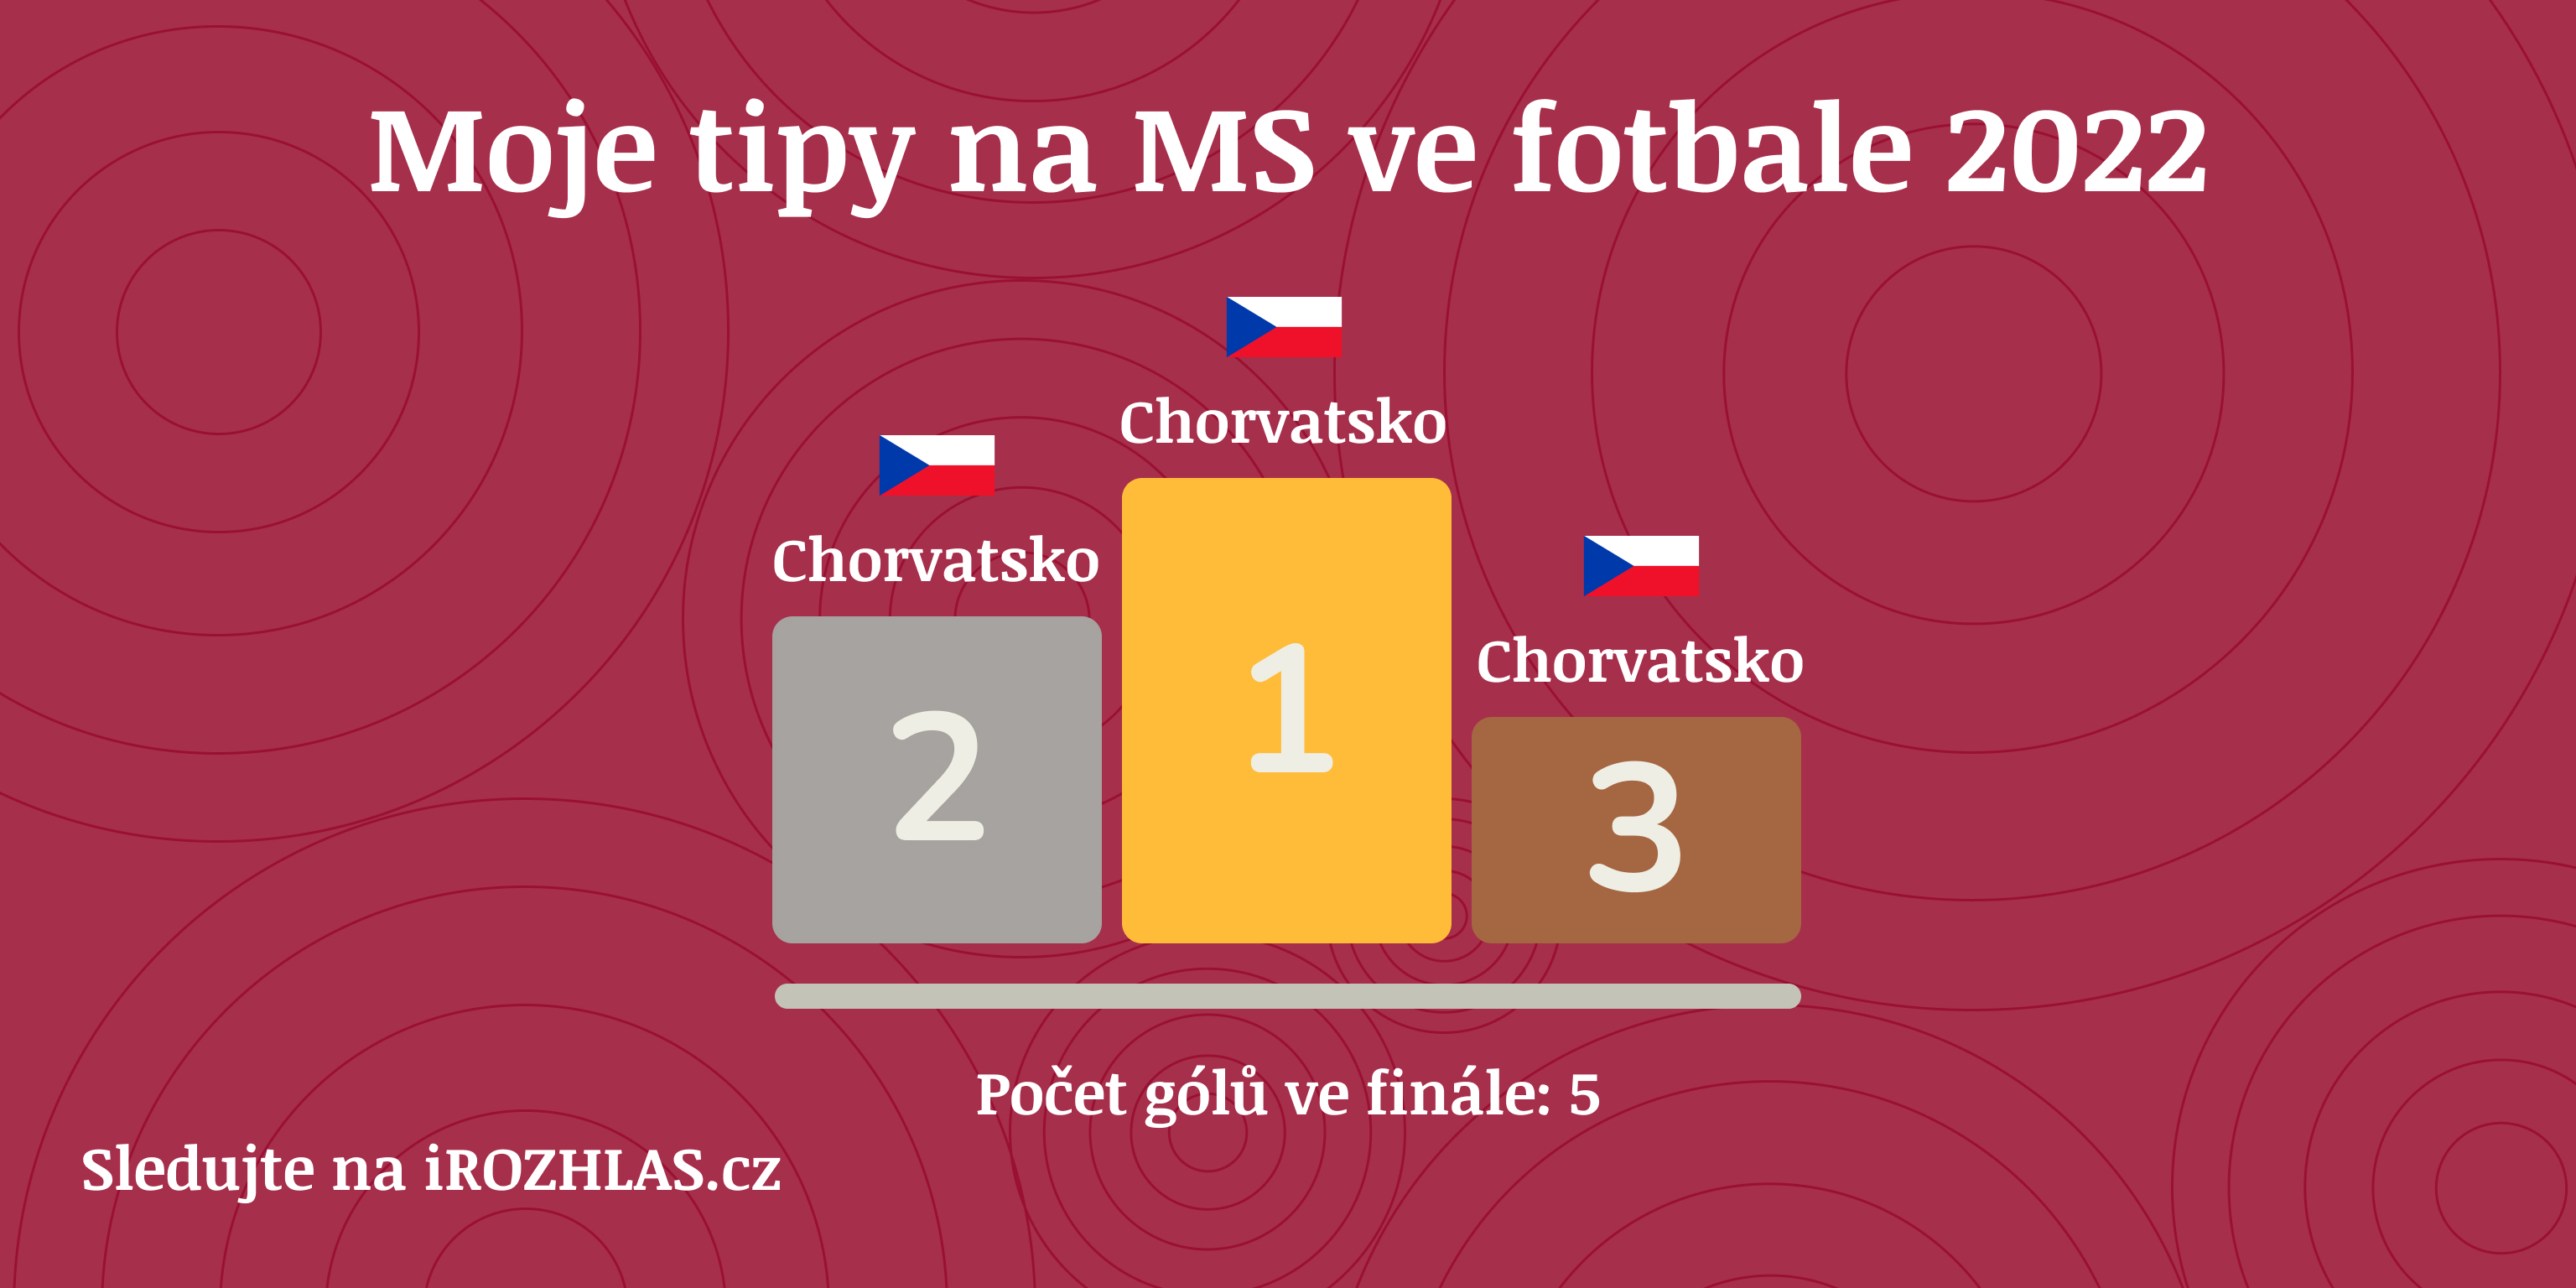 Moje tipy na MS ve fotbale 2022
Chorvatsko
Chorvatsko
Chorvatsko
1
2
3
Počet gólů ve finále: 5
Sledujte na iROZHLAS.cz